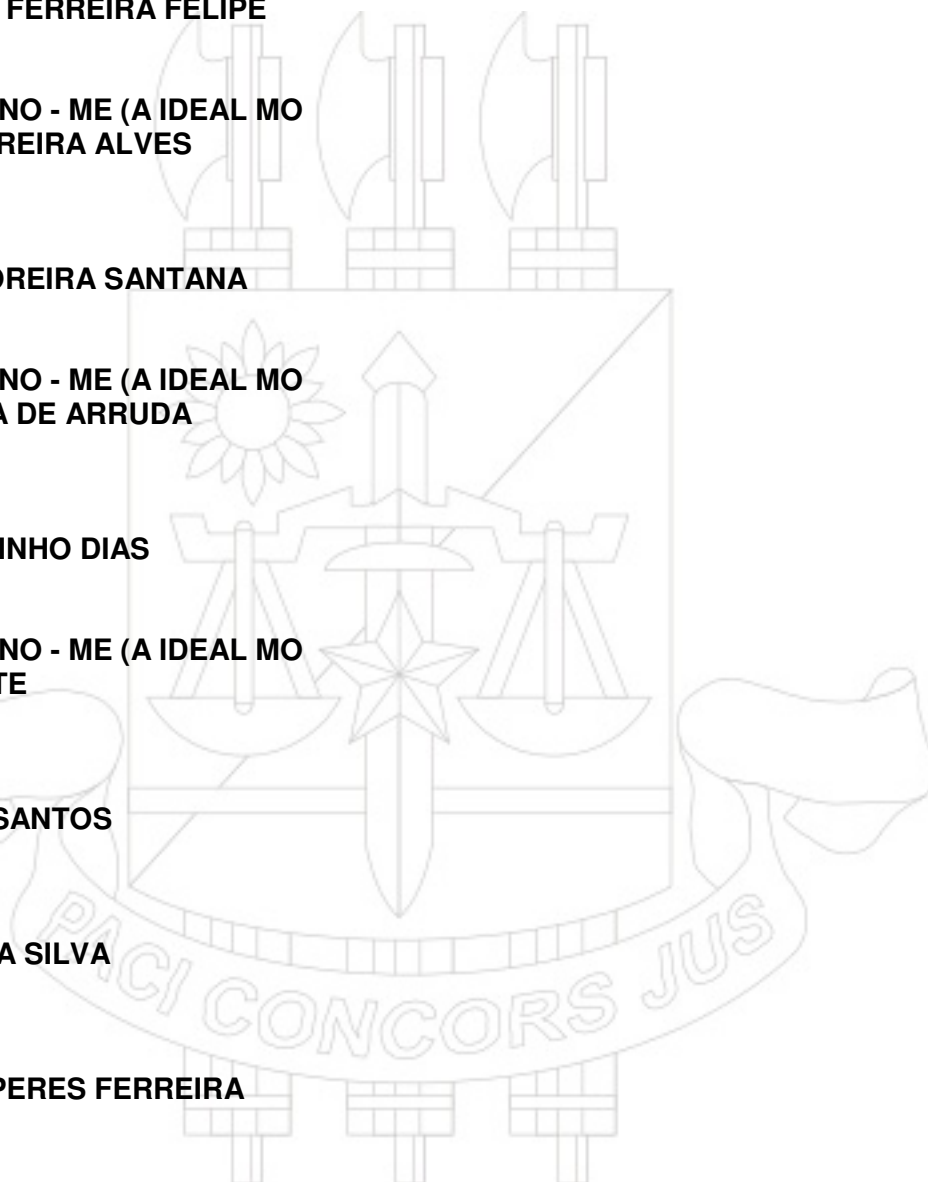 FERREIRA FELIPE
NO - ME (A IDEAL MO
REIRA ALVES
OREIRA SANTANA
NO - ME (A IDEAL MO
A DE ARRUDA
INHO DIAS
NO - ME (A IDEAL MO
TE
SANTOS
A SILVA
PACI CONCORS JUS
PERES FERREIRA